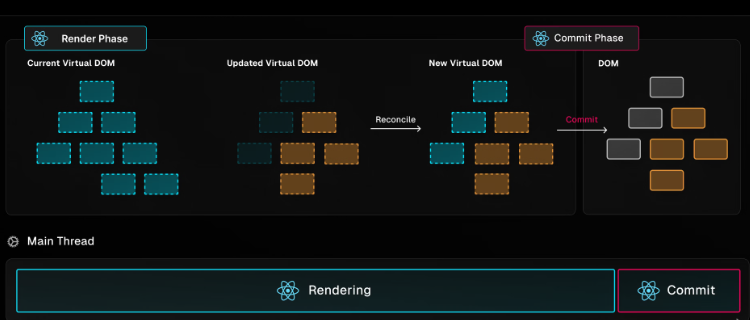 Render Phase
Commit Phase
Current Virtual DOM
Updated Virtual DOM
New Virtual DOM
DOM
Reconcile
Commit
Main Thread
Rendering
Commit